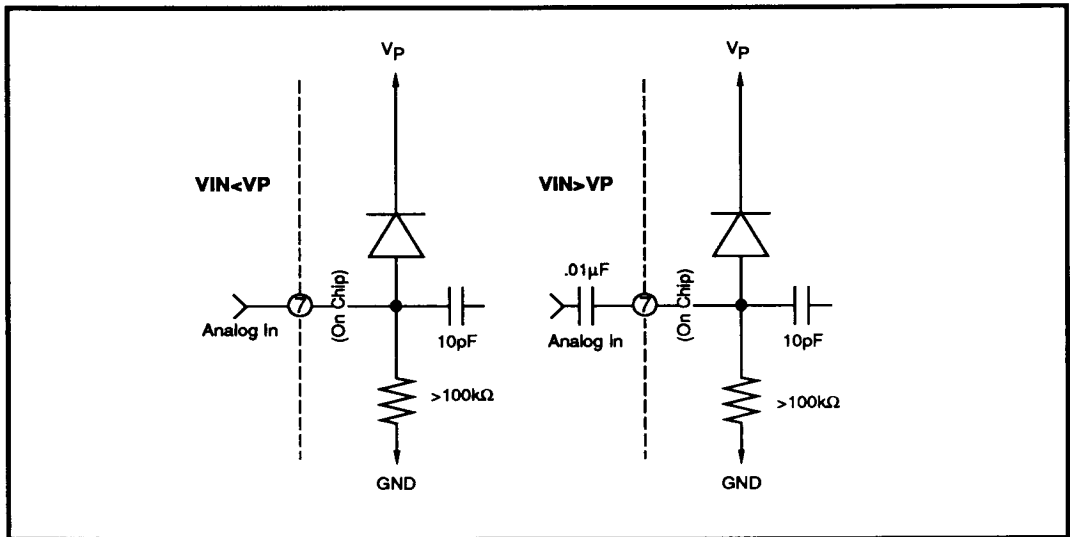 VP
VIN<VP
Analog In
7
(On Chip)
10pF
>100kΩ
GND
VP
VIN>VP
.01µF
Analog In
7
(On Chip)
10pF
>100kΩ
GND